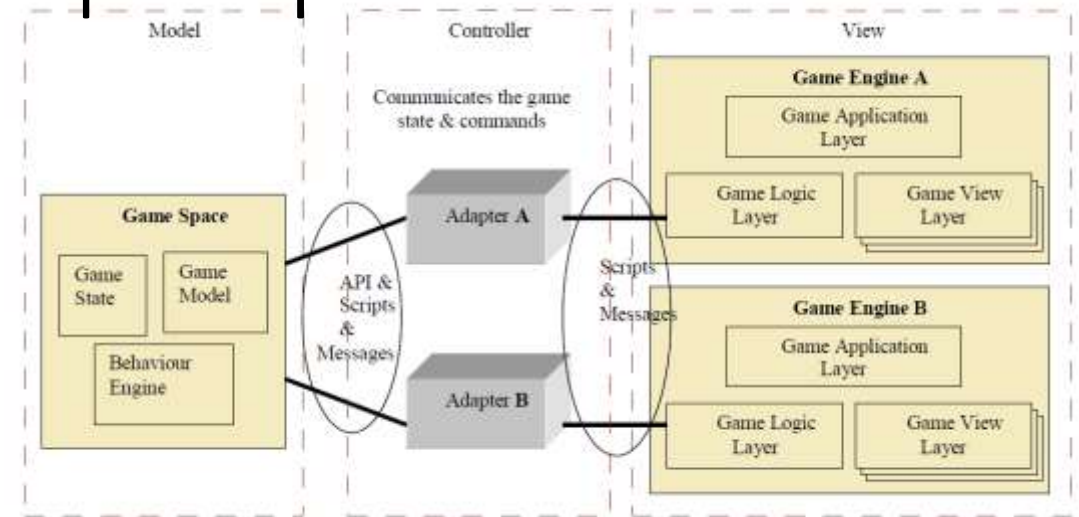 Model
Controller
View
Communicates the game
state & commands
Game Space
Game
State
Game
Model
Behaviour
Engine
API &
Scripts
&
Messages
Adapter A
Adapter B
Scripts
&
Messages
Game Engine A
Game Application
Layer
Game Logic
Layer
Game View
Layer
Game Engine B
Game Application
Layer
Game Logic
Layer
Game View
Layer